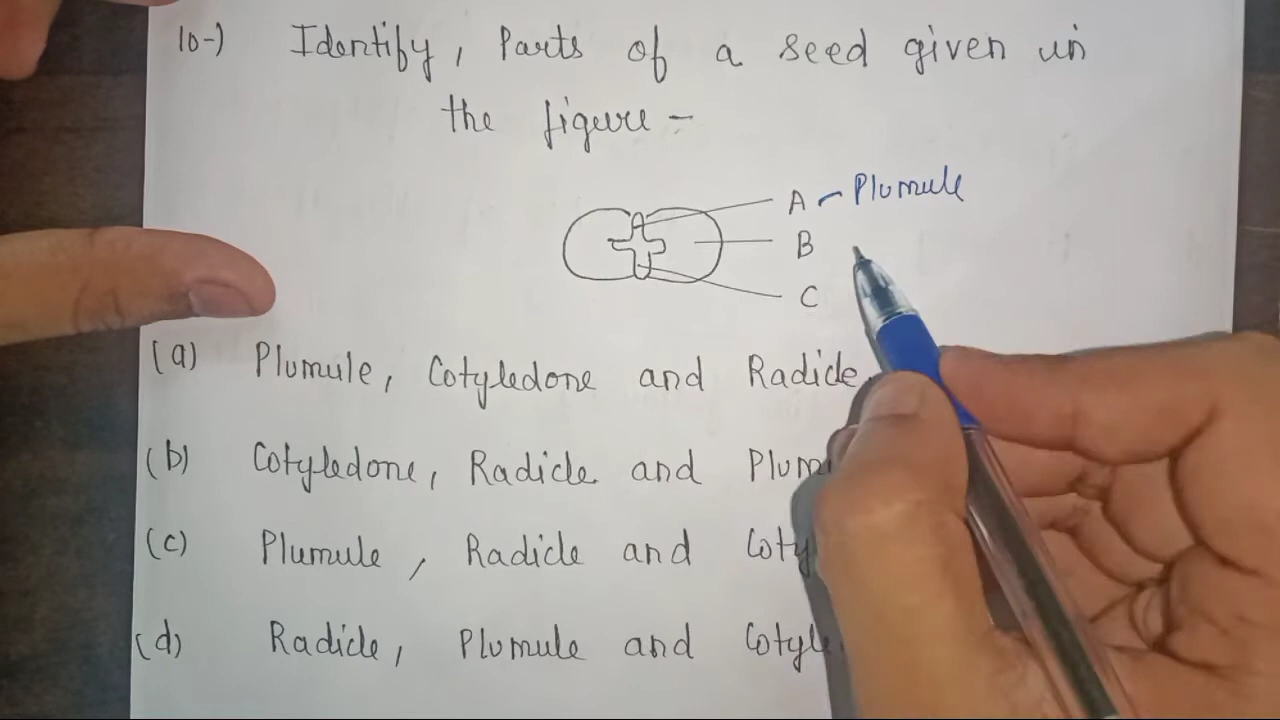 10-) Identify, Parts of a seed given in
the figure -
A - Plumule
B
C
(a) Plumule, Cotyledone and Radicle
(b) Cotyledone, Radicle and
(c) Plumule, Radicle and
(d) Radicle, Plumule and